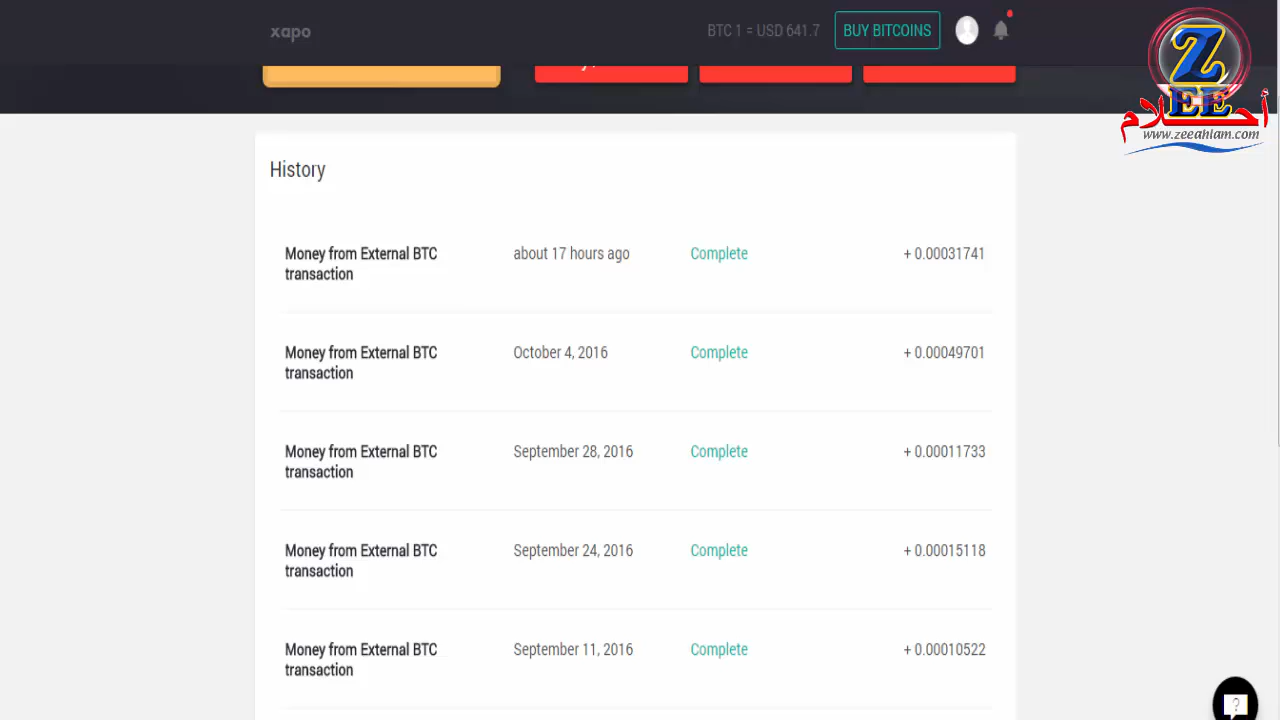 xapo
BTC 1 = USD 641.7
BUY BITCOINS
Z
EE
أحلام
www.zeeahlam.com
History
Money from External BTC transaction about 17 hours ago Complete + 0.00031741
Money from External BTC transaction October 4, 2016 Complete + 0.00049701
Money from External BTC transaction September 28, 2016 Complete + 0.00011733
Money from External BTC transaction September 24, 2016 Complete + 0.00015118
Money from External BTC transaction September 11, 2016 Complete + 0.00010522
?